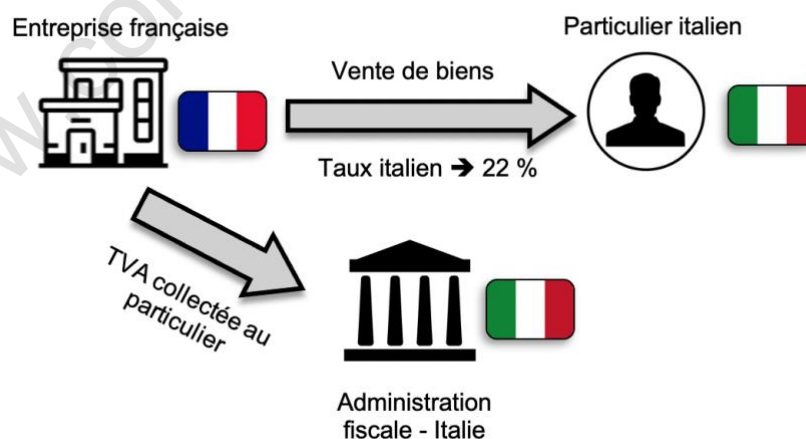 Entreprise française
Particulier italien
Vente de biens
Taux italien ➔ 22 %
TVA collectée au
particulier
Administration
fiscale - Italie